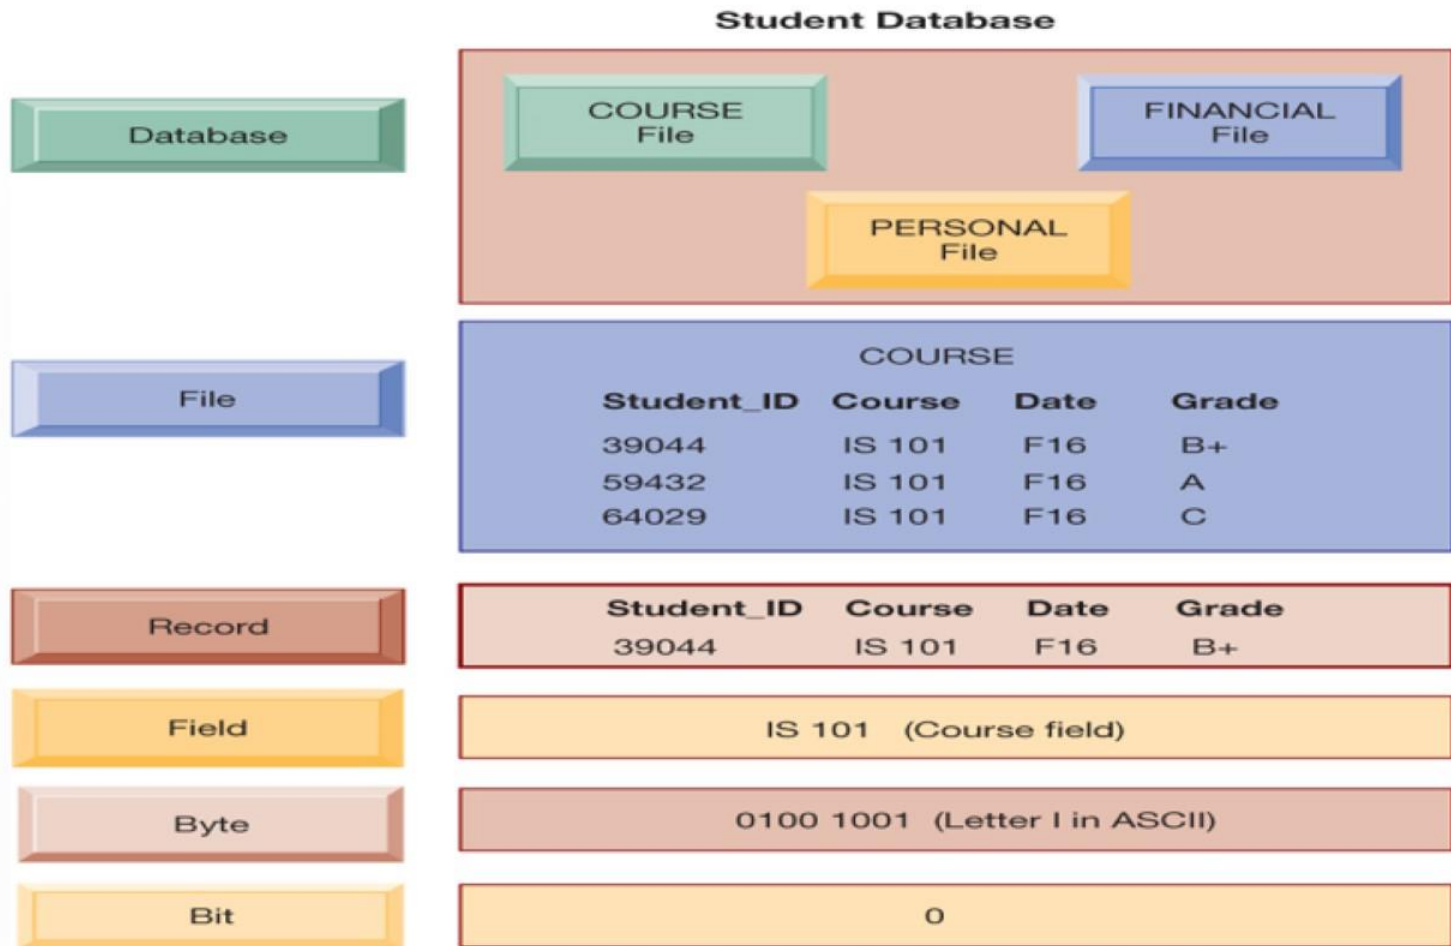 Student Database
Database
COURSE
File
FINANCIAL
File
PERSONAL
File
File
COURSE
Student_ID Course Date Grade
39044 IS 101 F16 B+
59432 IS 101 F16 A
64029 IS 101 F16 C
Record
Student_ID Course Date Grade
39044 IS 101 F16 B+
Field
IS 101 (Course field)
Byte
0100 1001 (Letter I in ASCII)
Bit
0